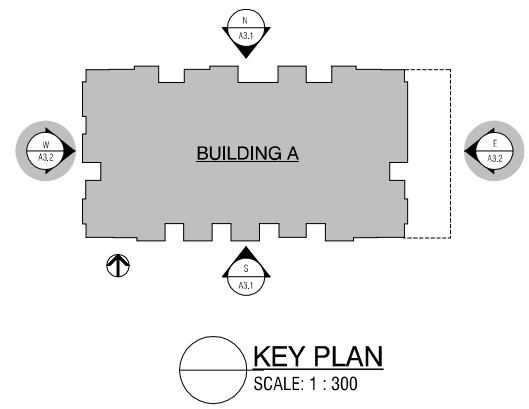 N
A3.1
W
A3.2
BUILDING A
E
A3.2
S
A3.1
KEY PLAN
SCALE: 1 : 300